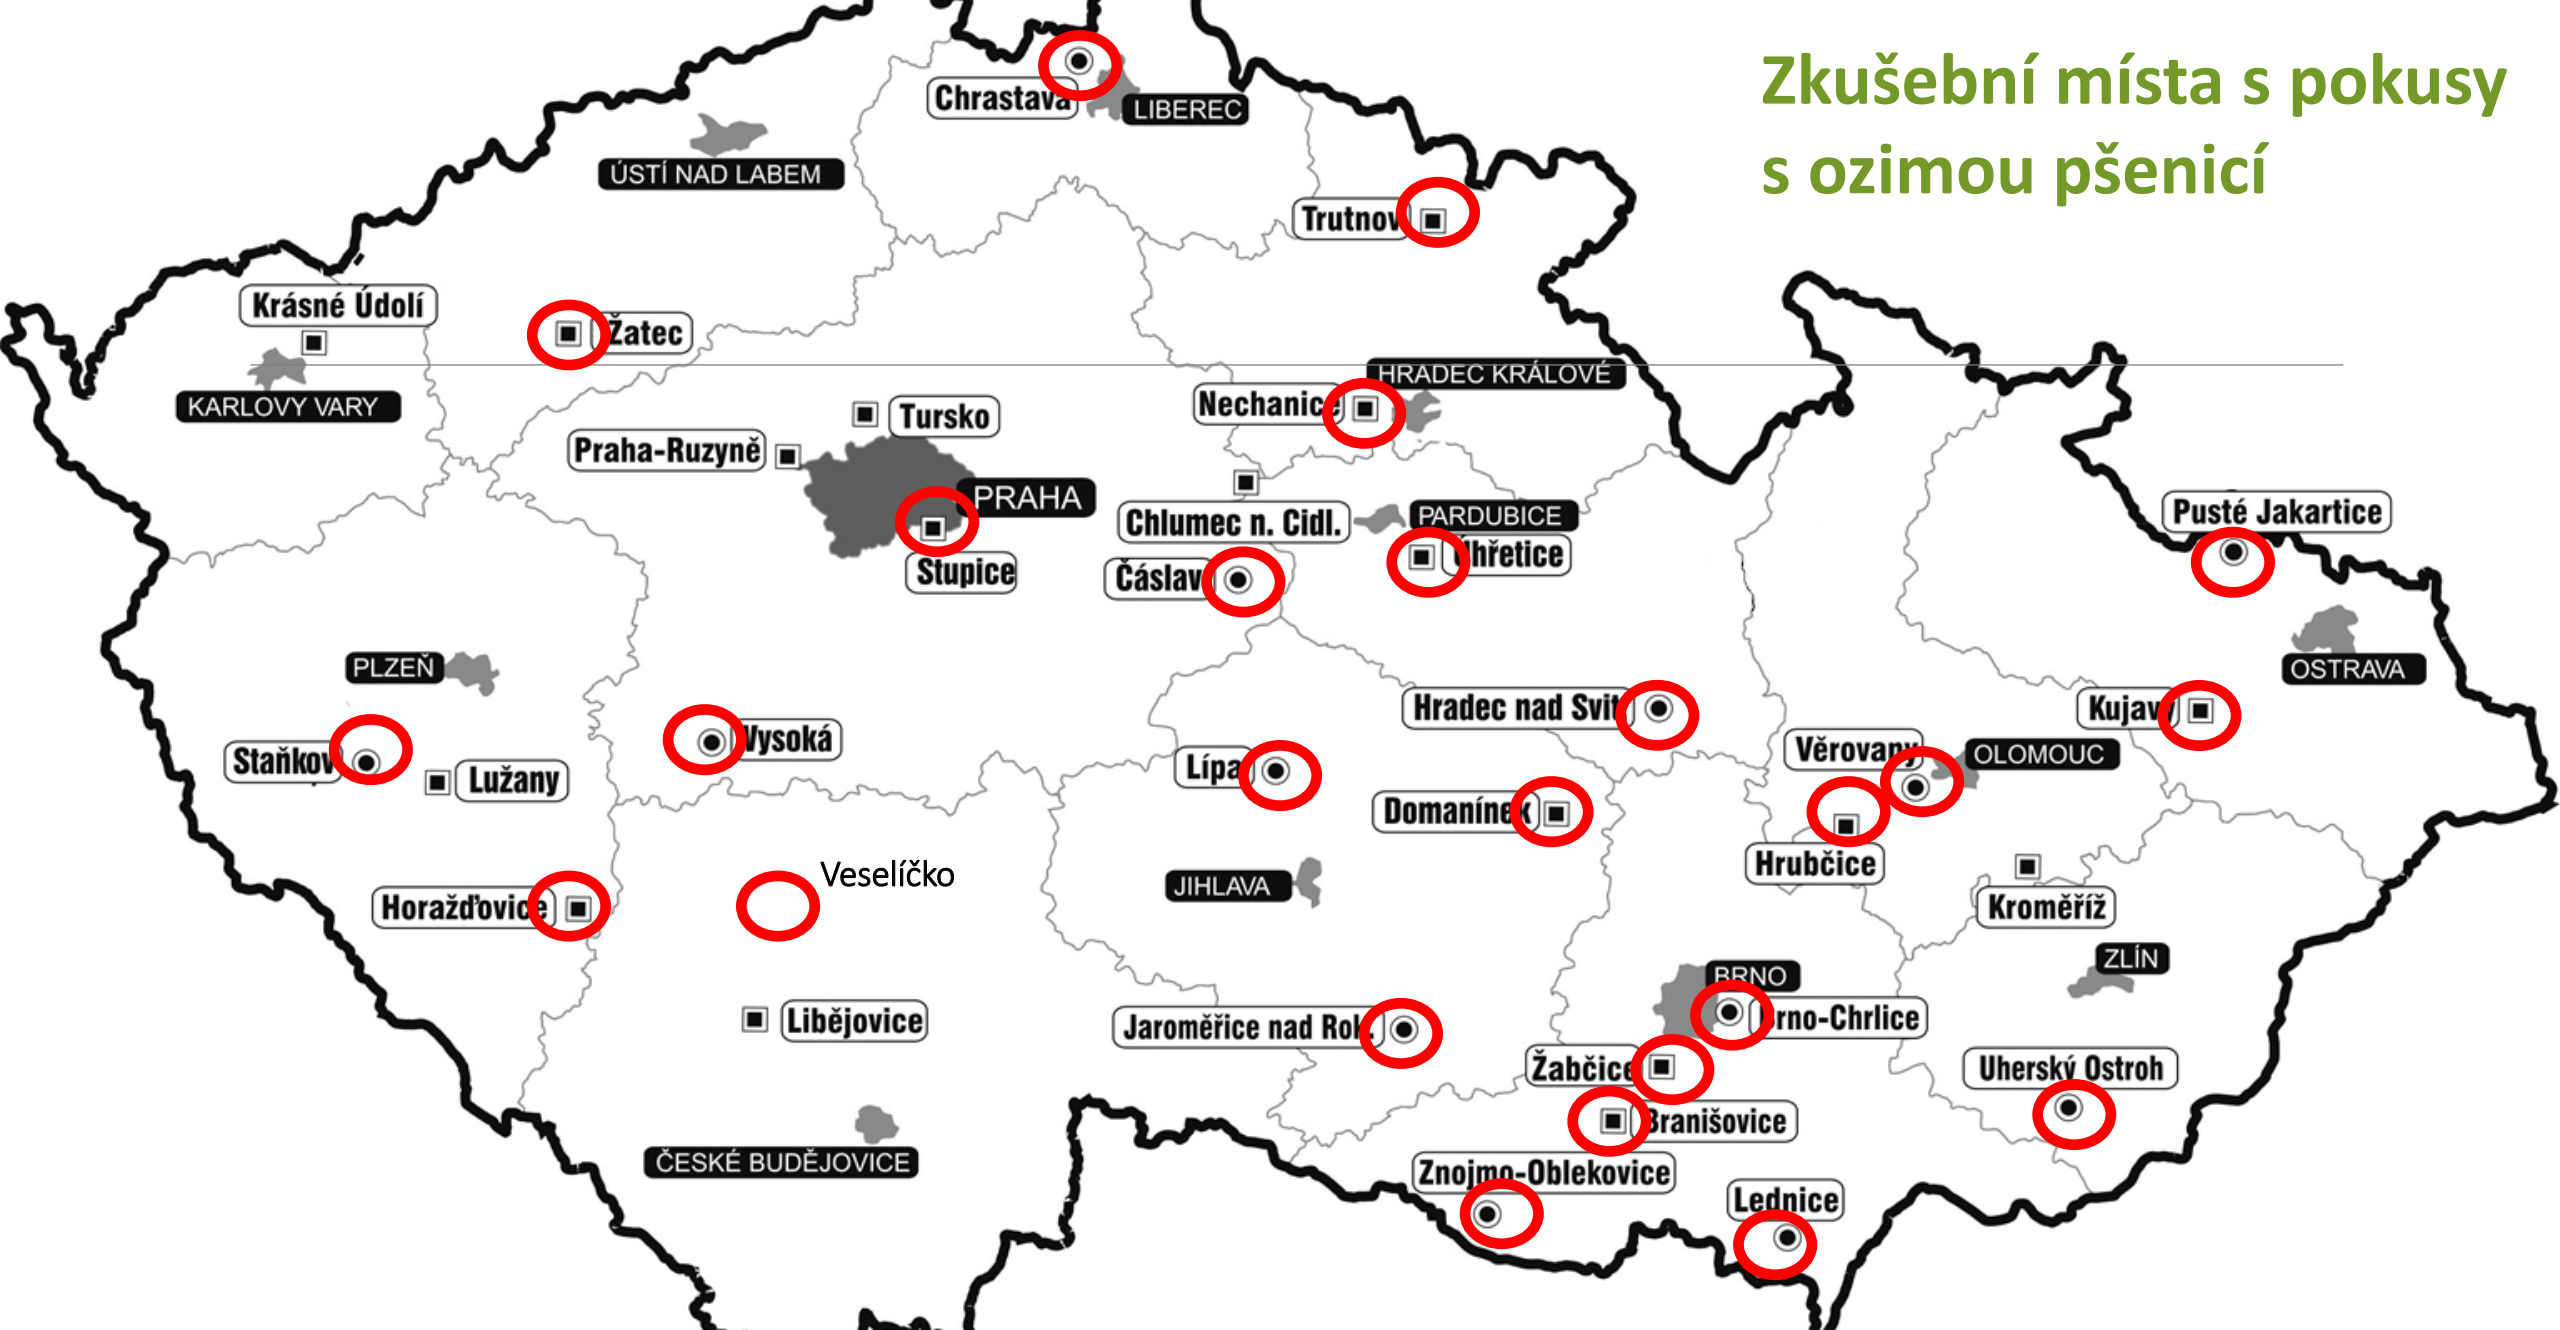 Zkušební místa s pokusy
s ozimou pšenicí
Chrastava
LIBEREC
ÚSTÍ NAD LABEM
Trutnov
Krásné Údolí
Žatec
HRADEC KRÁLOVÉ
KARLOVY VARY
Nechanice
Tursko
Praha-Ruzyně
PRAHA
Chlumec n. Cidl.
PARDUBICE
Pusté Jakartice
Stupice
Čáslav
Úhřetice
PLZEŇ
OSTRAVA
Hradec nad Svit.
Kujavy
Vysoká
Věrovany
OLOMOUC
Staňkov
Lužany
Lípa
Domanínek
Hrubčice
Veselíčko
JIHLAVA
Horažďovice
Kroměříž
ZLÍN
BRNO
Libějovice
Jaroměřice nad Rok.
Brno-Chrlice
Žabčice
Uherský Ostroh
Branišovice
ČESKÉ BUDĚJOVICE
Znojmo-Oblekovice
Lednice